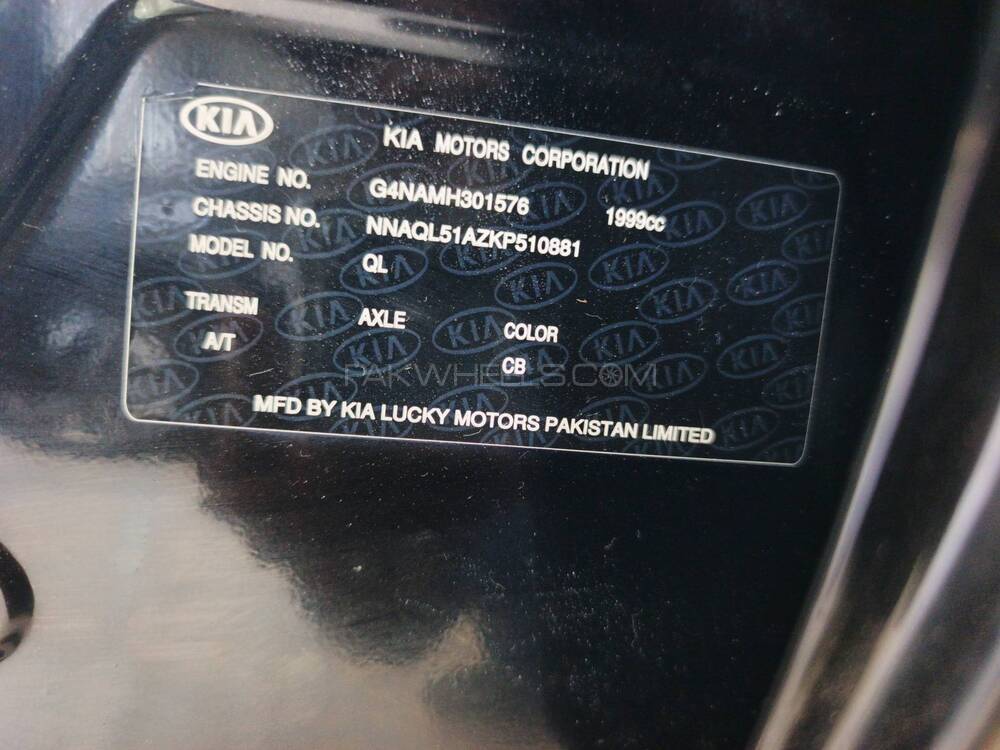 KIA
KIA MOTORS CORPORATION
ENGINE NO. G4NAMH301576 1999cc
CHASSIS NO. NNAQL51AZKP510881
MODEL NO. QL
TRANSM AXLE COLOR
A/T CB
PAKWHEELS.COM
MFD BY KIA LUCKY MOTORS PAKISTAN LIMITED